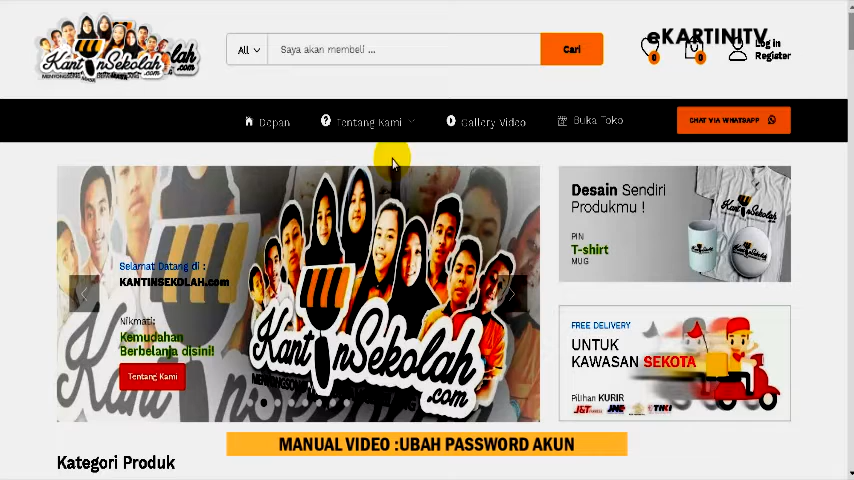 KantinSekolah
.com
All
Saya akan membeli ...
Cari
eKARTINITV
0
0
Log in
Register
Depan
Tentang Kami
Gallery Video
Buka Toko
CHAT VIA WHATSAPP
Selamat Datang di :
KANTINSEKOLAH.com
Nikmati:
Kemudahan
Berbelanja disini!
Tentang Kami
KantinSekolah
.com
Desain Sendiri
Produkmu !
PIN
T-shirt
MUG
FREE DELIVERY
UNTUK
KAWASAN SEKOTA
Pilihan KURIR
J&T JNE TIKI
MANUAL VIDEO :UBAH PASSWORD AKUN
Kategori Produk